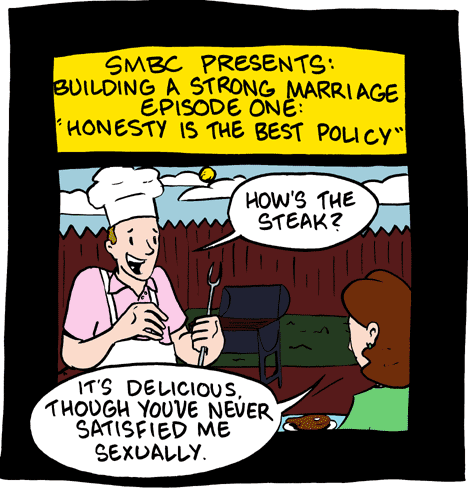 SMBC PRESENTS:
BUILDING A STRONG MARRIAGE
EPISODE ONE:
"HONESTY IS THE BEST POLICY"
HOW'S THE
STEAK?
IT'S DELICIOUS,
THOUGH YOU'VE NEVER
SATISFIED ME
SEXUALLY.